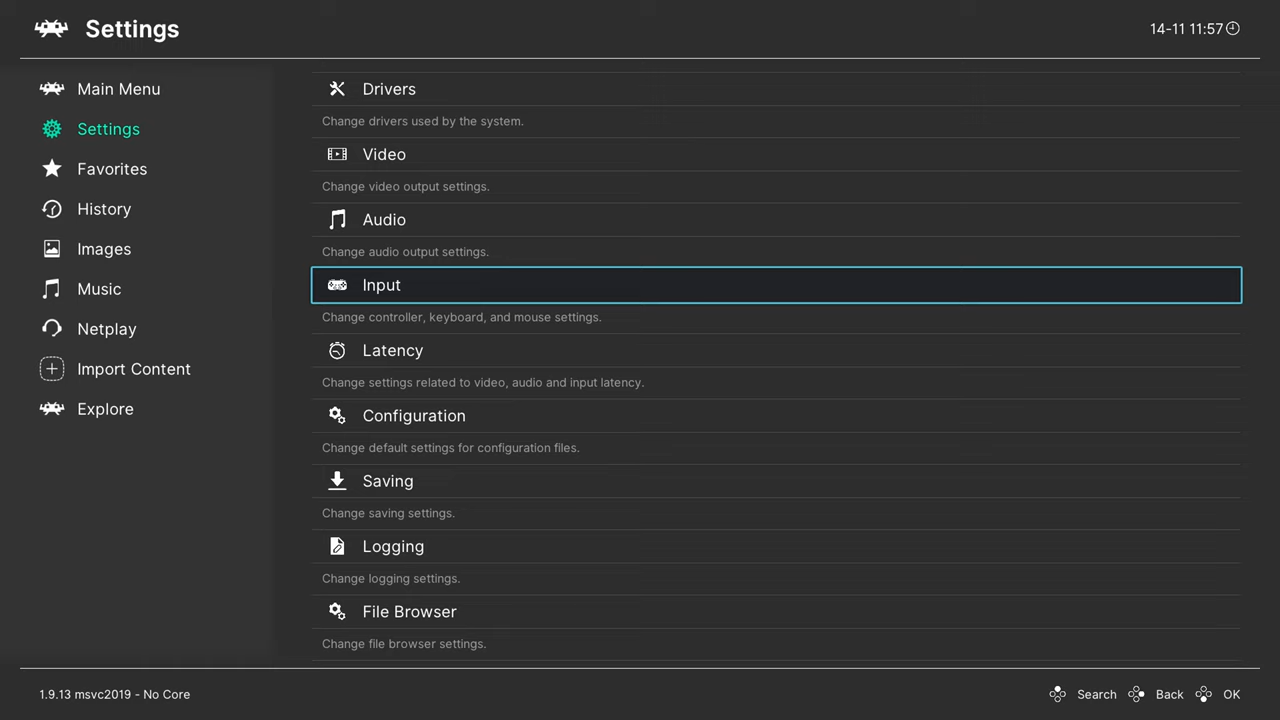 Settings
14-11 11:57
Main Menu
Settings
Favorites
History
Images
Music
Netplay
Import Content
Explore
Drivers
Change drivers used by the system.
Video
Change video output settings.
Audio
Change audio output settings.
Input
Change controller, keyboard, and mouse settings.
Latency
Change settings related to video, audio and input latency.
Configuration
Change default settings for configuration files.
Saving
Change saving settings.
Logging
Change logging settings.
File Browser
Change file browser settings.
1.9.13 msvc2019 - No Core
Search Back OK